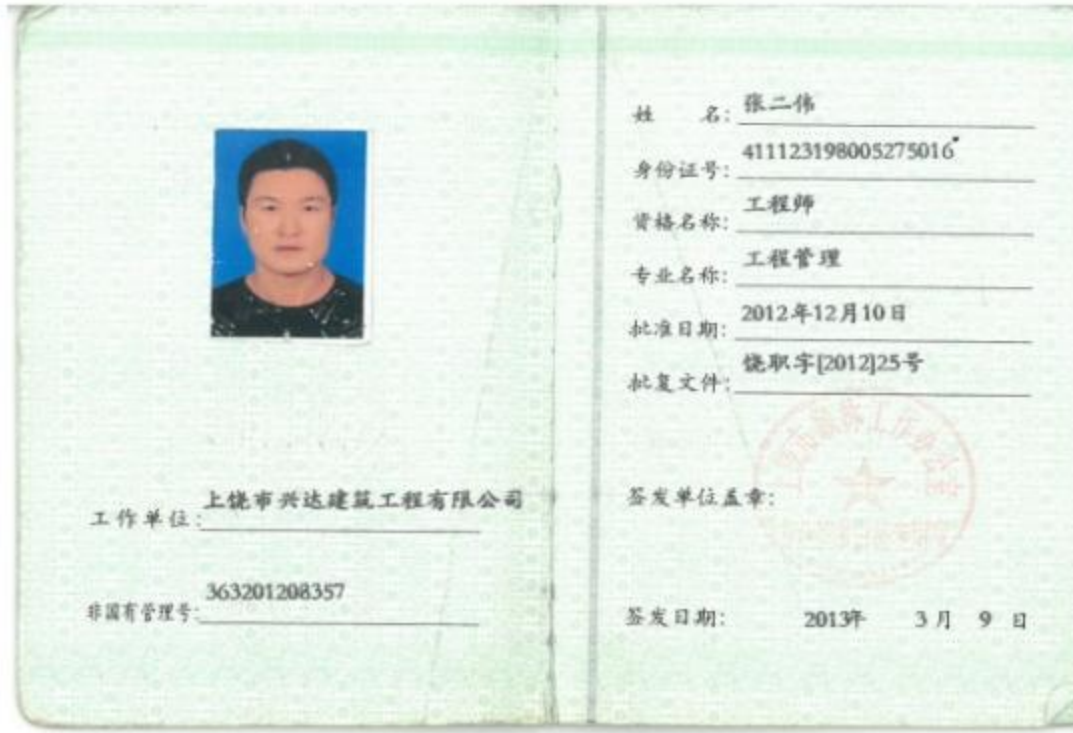 工作单位:上饶市兴达建筑工程有限公司
非国有管理号:363201208357
姓 名:张二伟
身份证号:411123198005275016
资格名称:工程师
专业名称:工程管理
批准日期:2012年12月10日
批复文件:饶职字[2012]25号
签发单位盖章:
签发日期: 2013年 3月 9日